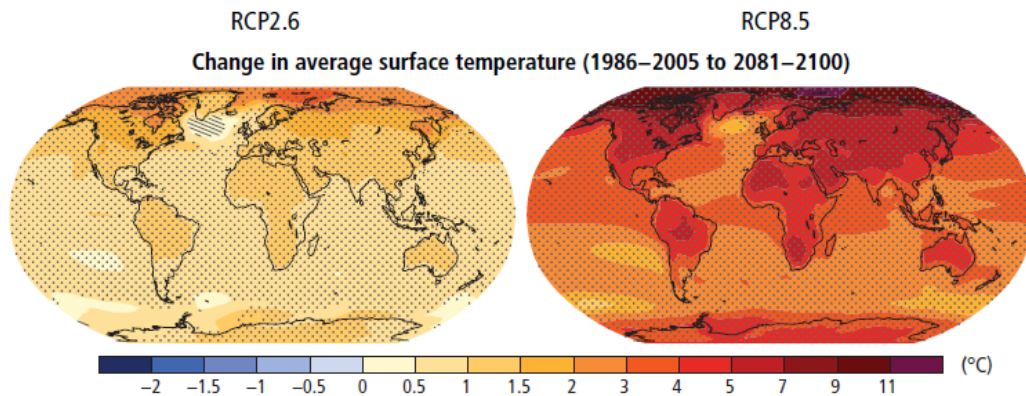 RCP2.6 RCP8.5
Change in average surface temperature (1986−2005 to 2081−2100)
−2 −1.5 −1 −0.5 0 0.5 1 1.5 2 3 4 5 7 9 11 (°C)